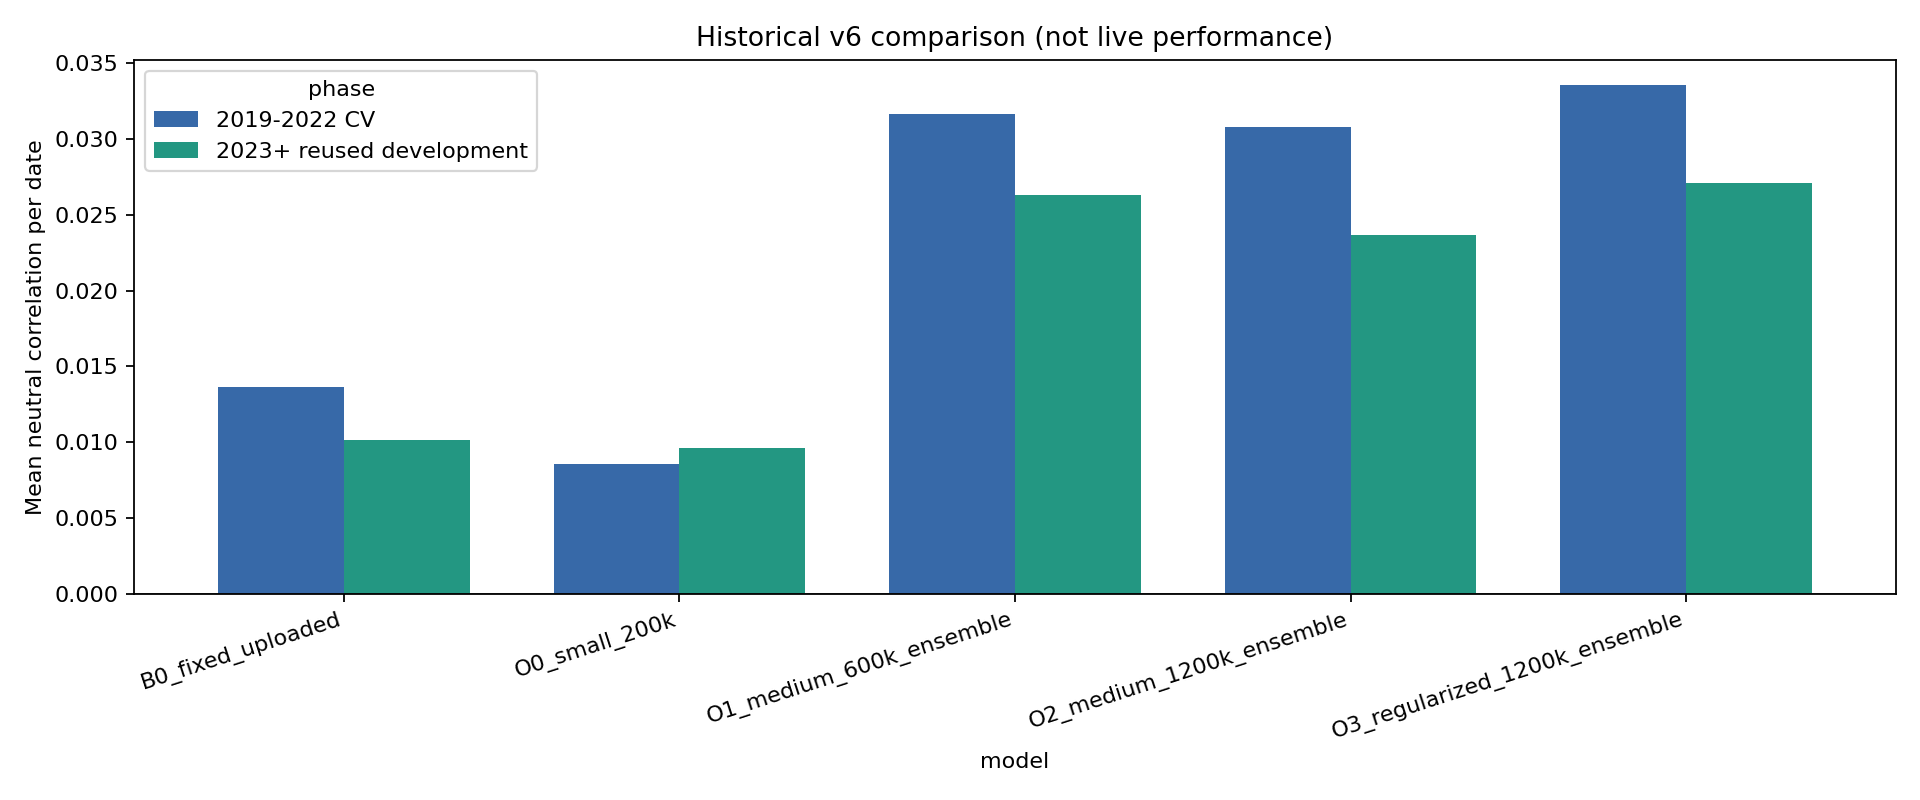 Historical v6 comparison (not live performance)
phase
2019-2022 CV
2023+ reused development
Mean neutral correlation per date
0.035
0.030
0.025
0.020
0.015
0.010
0.005
0.000
B0_fixed_uploaded
O0_small_200k
O1_medium_600k_ensemble
O2_medium_1200k_ensemble
O3_regularized_1200k_ensemble
model